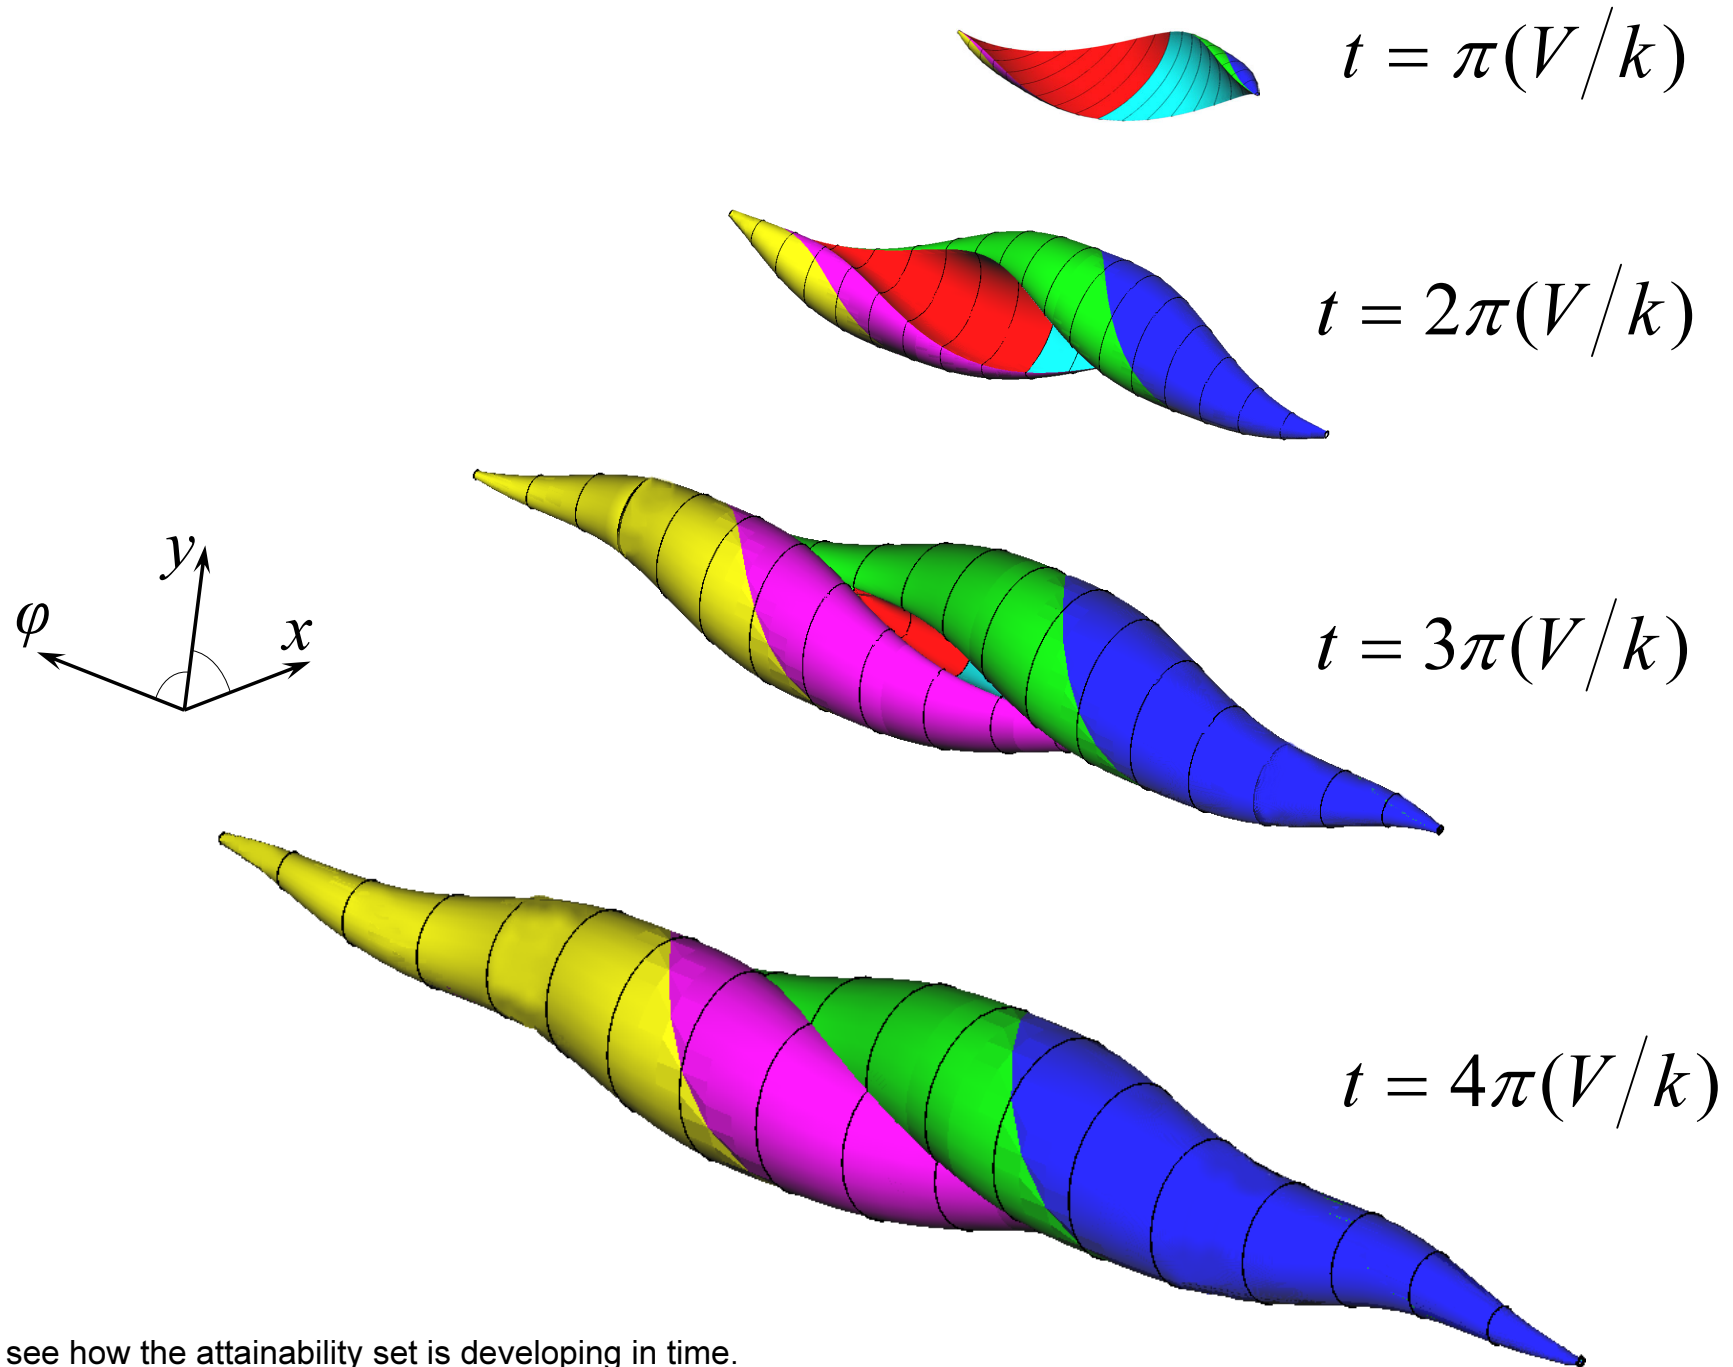 t = π(V/k)
t = 2π(V/k)
y
φ
x
t = 3π(V/k)
t = 4π(V/k)
see how the attainability set is developing in time.